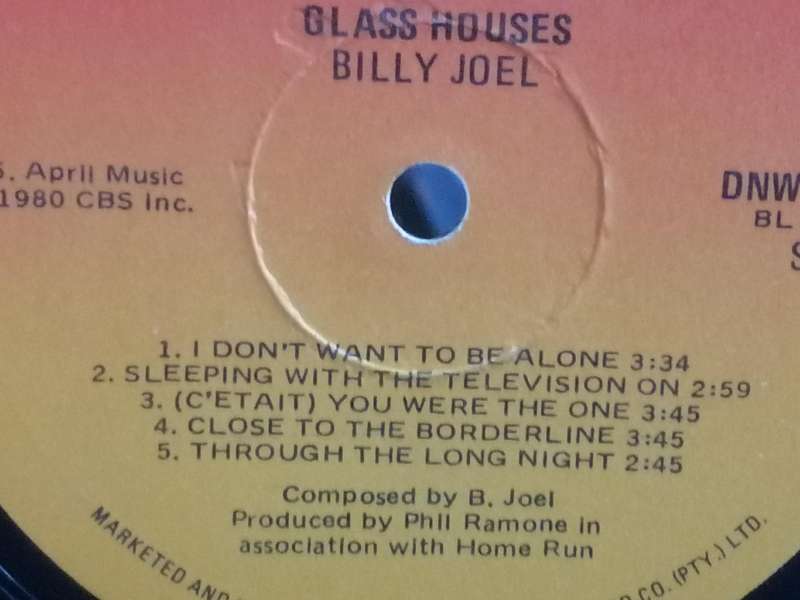 GLASS HOUSES
BILLY JOEL
. April Music
1980 CBS Inc.
DNW
BL
S
1. I DON'T WANT TO BE ALONE 3:34
2. SLEEPING WITH THE TELEVISION ON 2:59
3. (C'ETAIT) YOU WERE THE ONE 3:45
4. CLOSE TO THE BORDERLINE 3:45
5. THROUGH THE LONG NIGHT 2:45
Composed by B. Joel
Produced by Phil Ramone in
association with Home Run
MARKETED AND
CO. (PTY.) LTD.